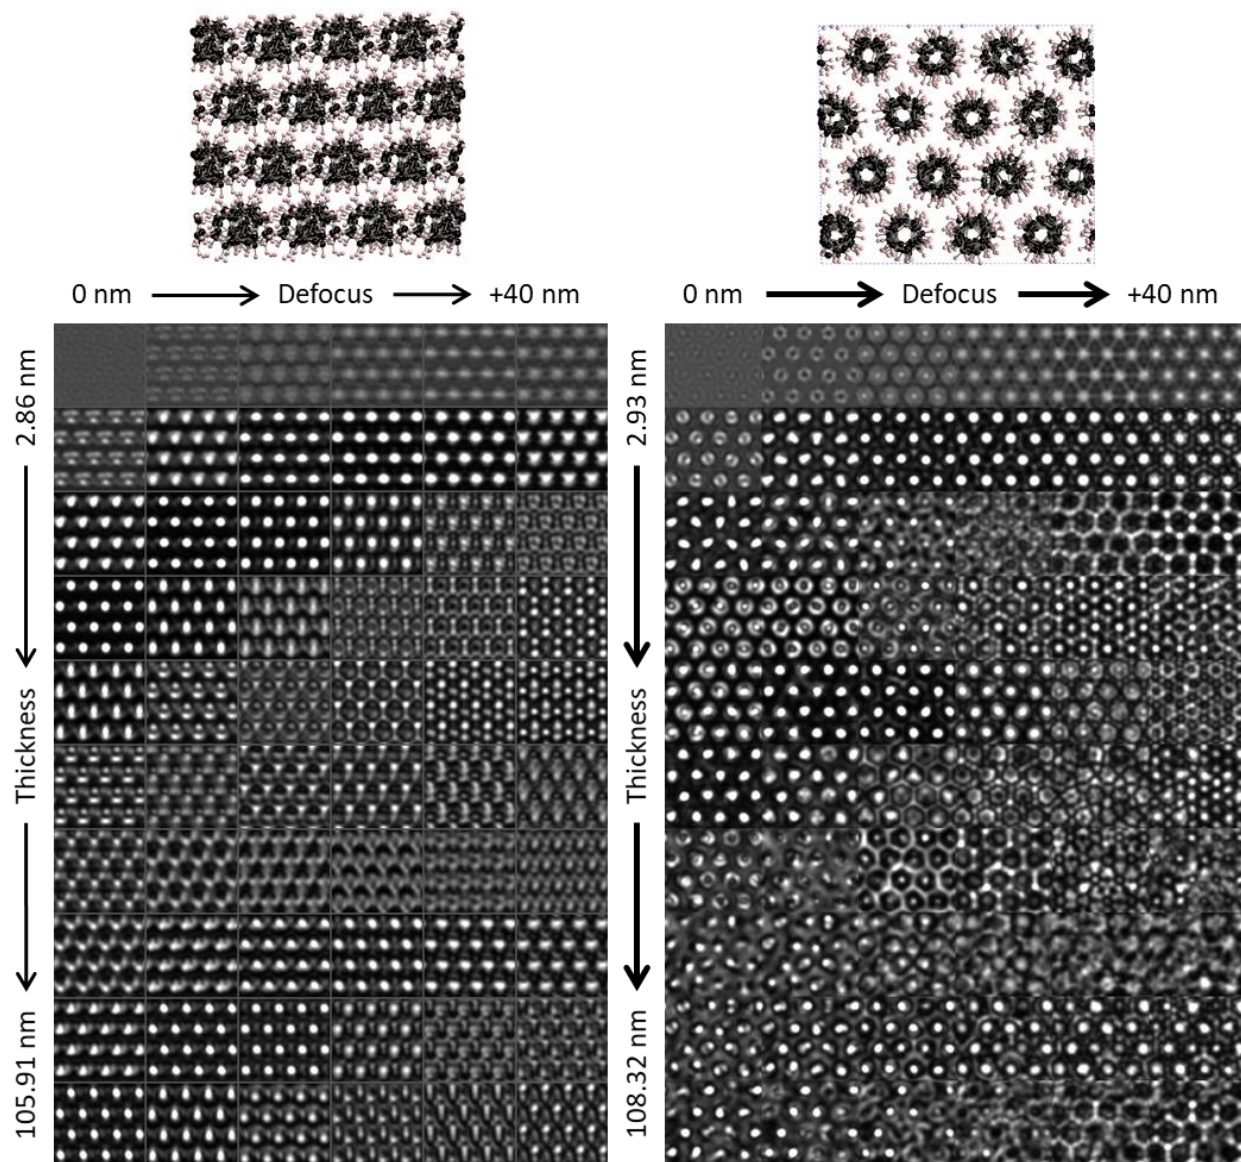 0 nm Defocus +40 nm
0 nm Defocus +40 nm
2.86 nm
Thickness
105.91 nm
2.93 nm
Thickness
108.32 nm